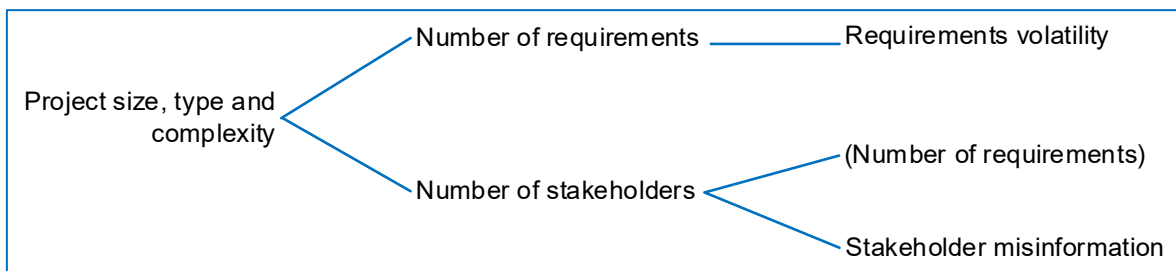 Number of requirements
Requirements volatility
Project size, type and
complexity
(Number of requirements)
Number of stakeholders
Stakeholder misinformation